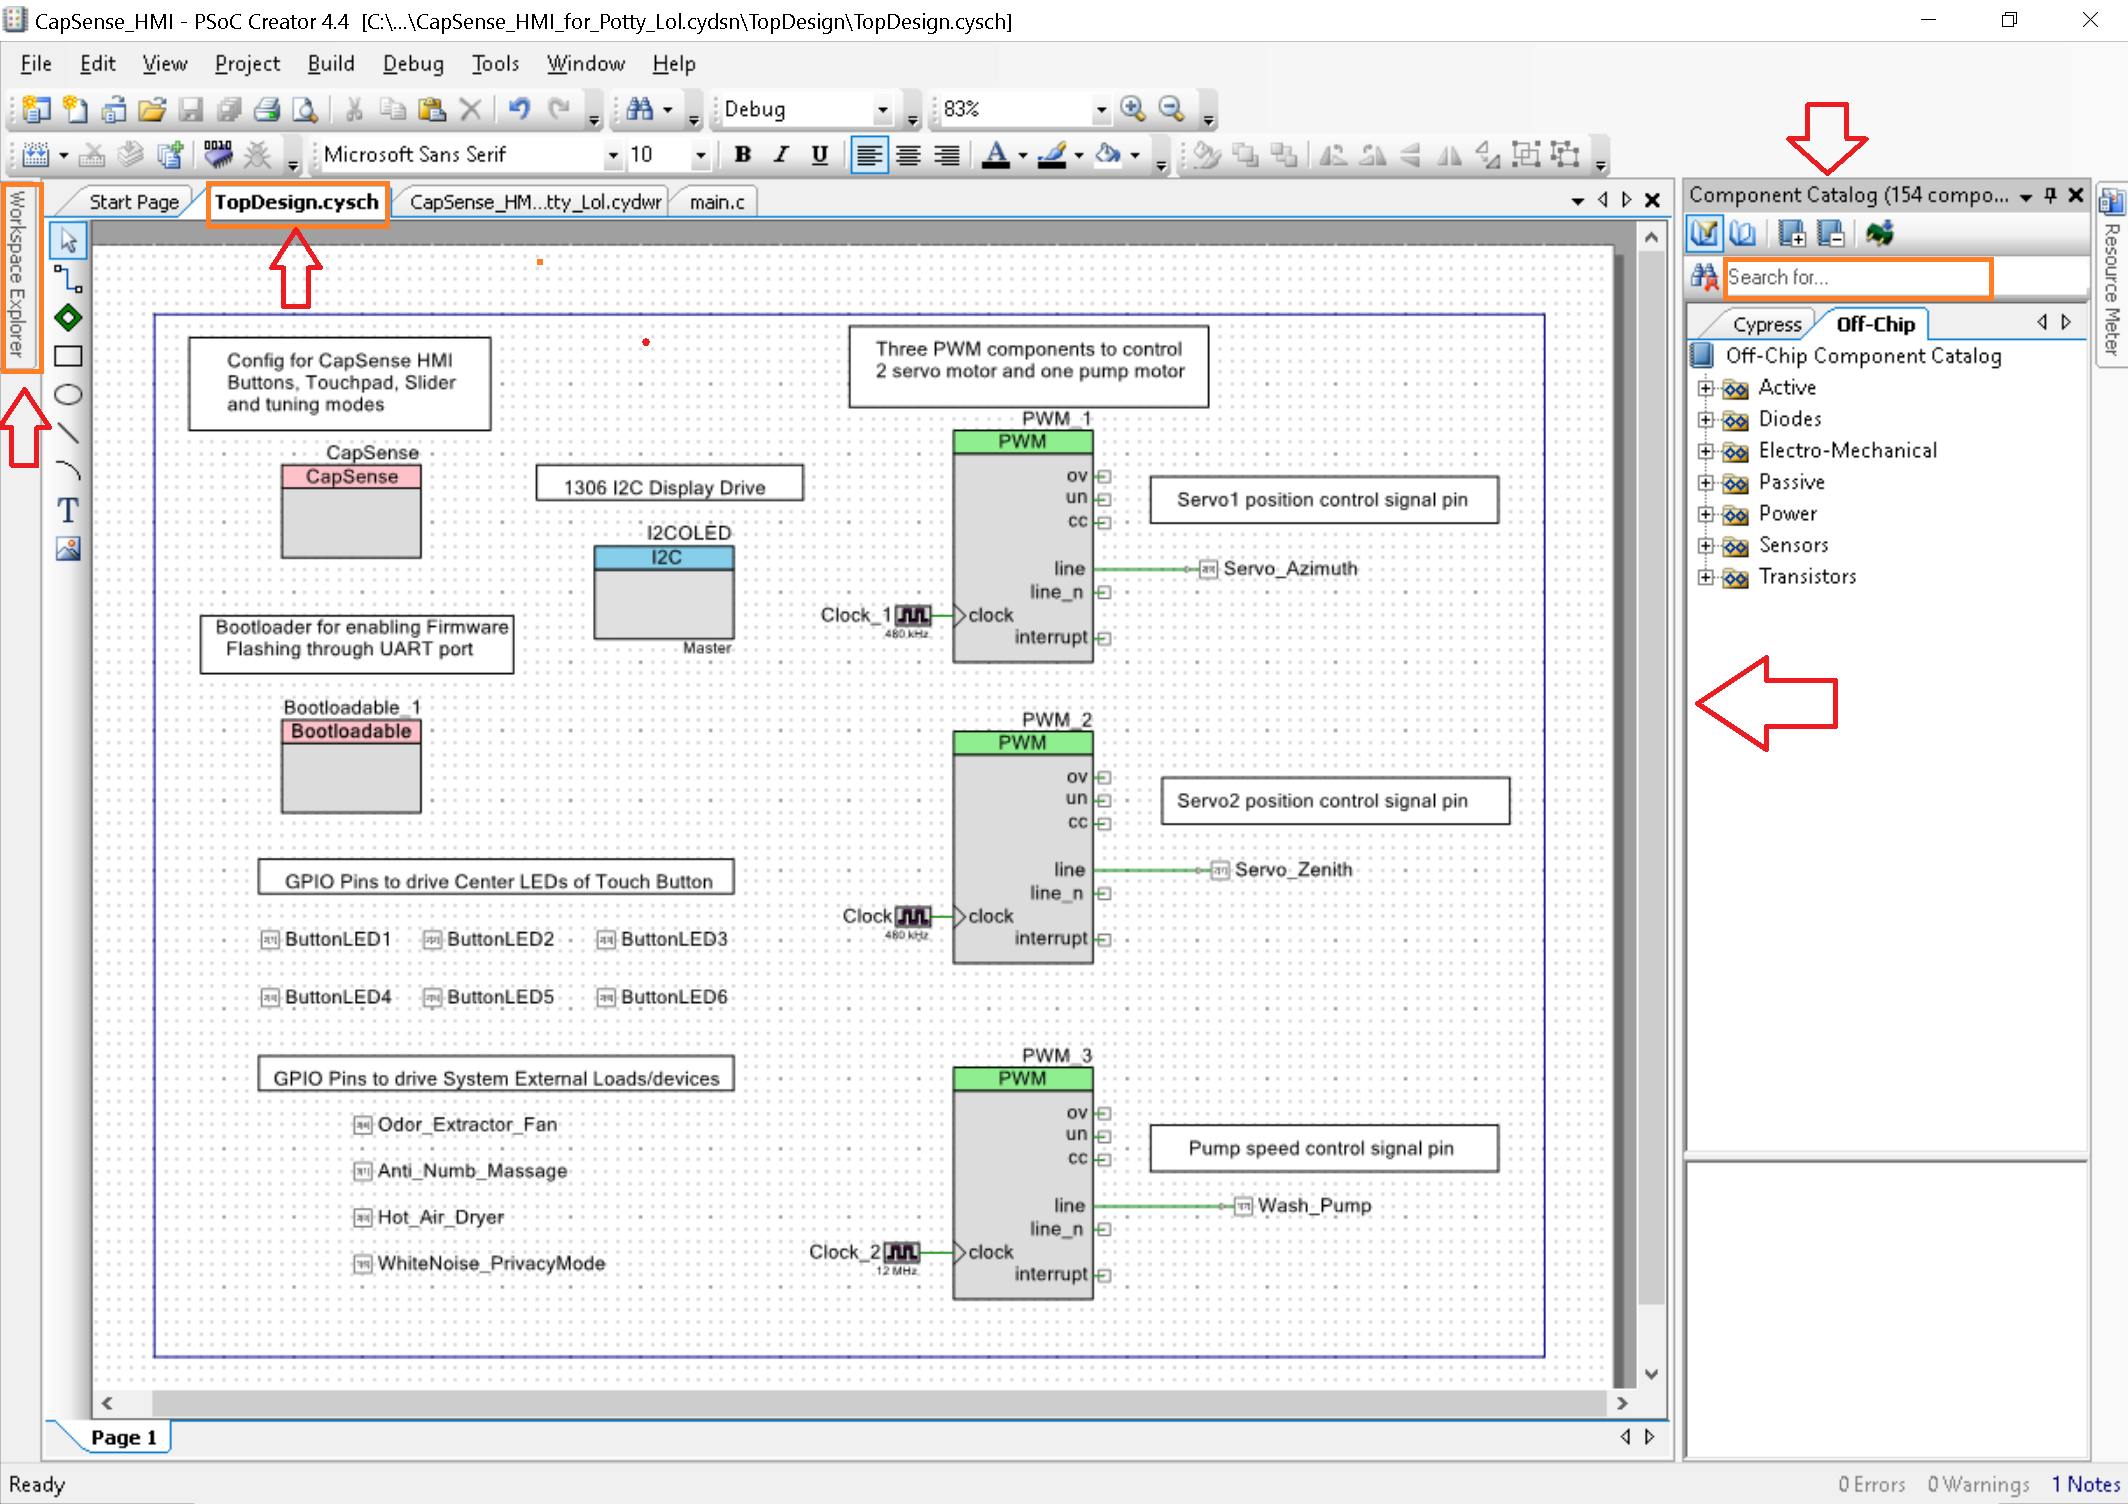 CapSense_HMI - PSoC Creator 4.4 [C:\...\CapSense_HMI_for_Potty_Lol.cydsn\TopDesign\TopDesign.cysch]
File Edit View Project Build Debug Tools Window Help
Debug 83%
0010
Microsoft Sans Serif 10 B I U A
Workspace Explorer
Start Page TopDesign.cysch CapSense_HM...tty_Lol.cydwr main.c
T
Config for CapSense HMI
Buttons, Touchpad, Slider
and tuning modes
CapSense
CapSense
1306 I2C Display Drive
I2COLED
I2C
Master
Bootloader for enabling Firmware
Flashing through UART port
Bootloadable_1
Bootloadable
GPIO Pins to drive Center LEDs of Touch Button
ButtonLED1 ButtonLED2 ButtonLED3
ButtonLED4 ButtonLED5 ButtonLED6
GPIO Pins to drive System External Loads/devices
Odor_Extractor_Fan
Anti_Numb_Massage
Hot_Air_Dryer
WhiteNoise_PrivacyMode
Three PWM components to control
2 servo motor and one pump motor
PWM_1
PWM
ov
un
cc
line
line_n
clock
interrupt
Clock_1
480 kHz
Servo1 position control signal pin
Servo_Azimuth
PWM_2
PWM
ov
un
cc
line
line_n
clock
interrupt
Clock
480 kHz
Servo2 position control signal pin
Servo_Zenith
PWM_3
PWM
ov
un
cc
line
line_n
clock
interrupt
Clock_2
12 MHz
Pump speed control signal pin
Wash_Pump
Component Catalog (154 compo...
Search for...
Cypress Off-Chip
Off-Chip Component Catalog
Active
Diodes
Electro-Mechanical
Passive
Power
Sensors
Transistors
Resource Meter
Page 1
Ready
0 Errors 0 Warnings 1 Notes